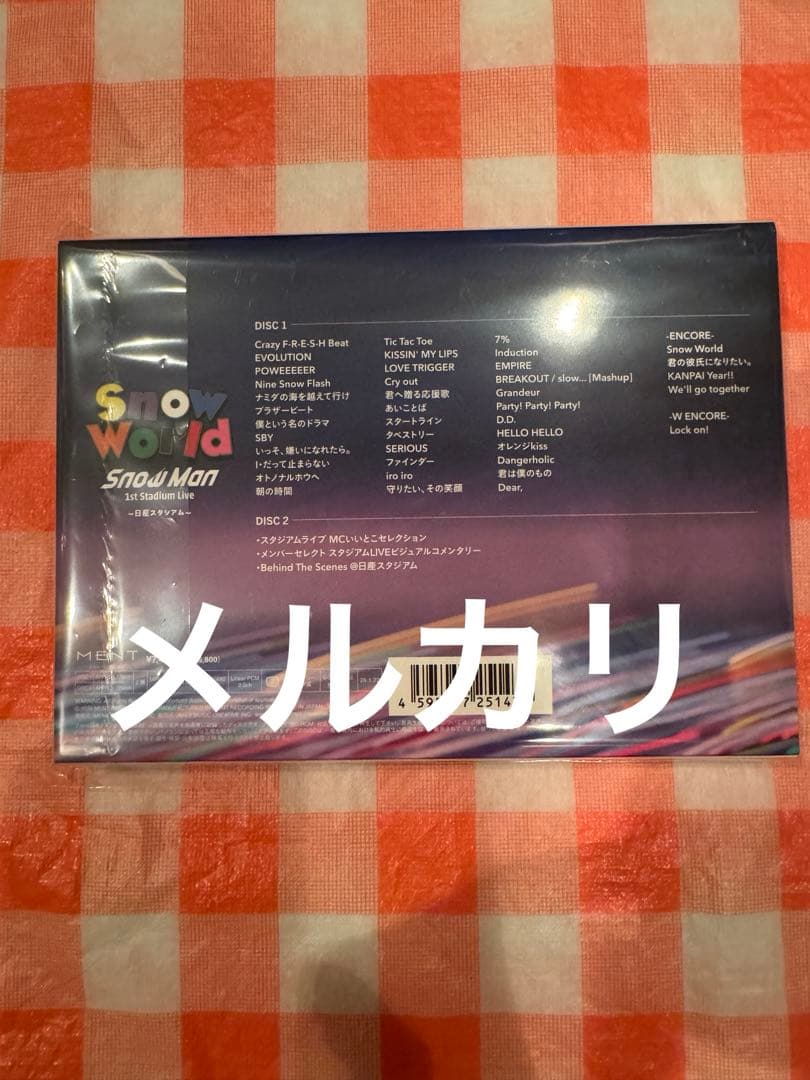 Snow
World
Snow Man
1st Stadium Live
～日産スタジアム～
DISC 1
Crazy F-R-E-S-H Beat
EVOLUTION
POWEEEEER
Nine Snow Flash
ナミダの海を越えて行け
ブラザービート
僕という名のドラマ
SBY
いっそ、嫌いになれたら。
I・だって止まらない
オトノナルホウヘ
朝の時間
Tic Tac Toe
KISSIN' MY LIPS
LOVE TRIGGER
Cry out
君へ贈る応援歌
あいことば
スタートライン
タペストリー
SERIOUS
ファインダー
iro iro
守りたい、その笑顔
7%
Induction
EMPIRE
BREAKOUT / slow... [Mashup]
Grandeur
Party! Party! Party!
D.D.
HELLO HELLO
オレンジkiss
Dangerholic
君は僕のもの
Dear,
-ENCORE-
Snow World
君の彼氏になりたい。
KANPAI Year!!
We'll go together
-W ENCORE-
Lock on!
DISC 2
・スタジアムライブ MCいいとこセレクション
・メンバーセレクト スタジアムLIVEビジュアルコメンタリー
・Behind The Scenes @日産スタジアム
メルカリ
MENT